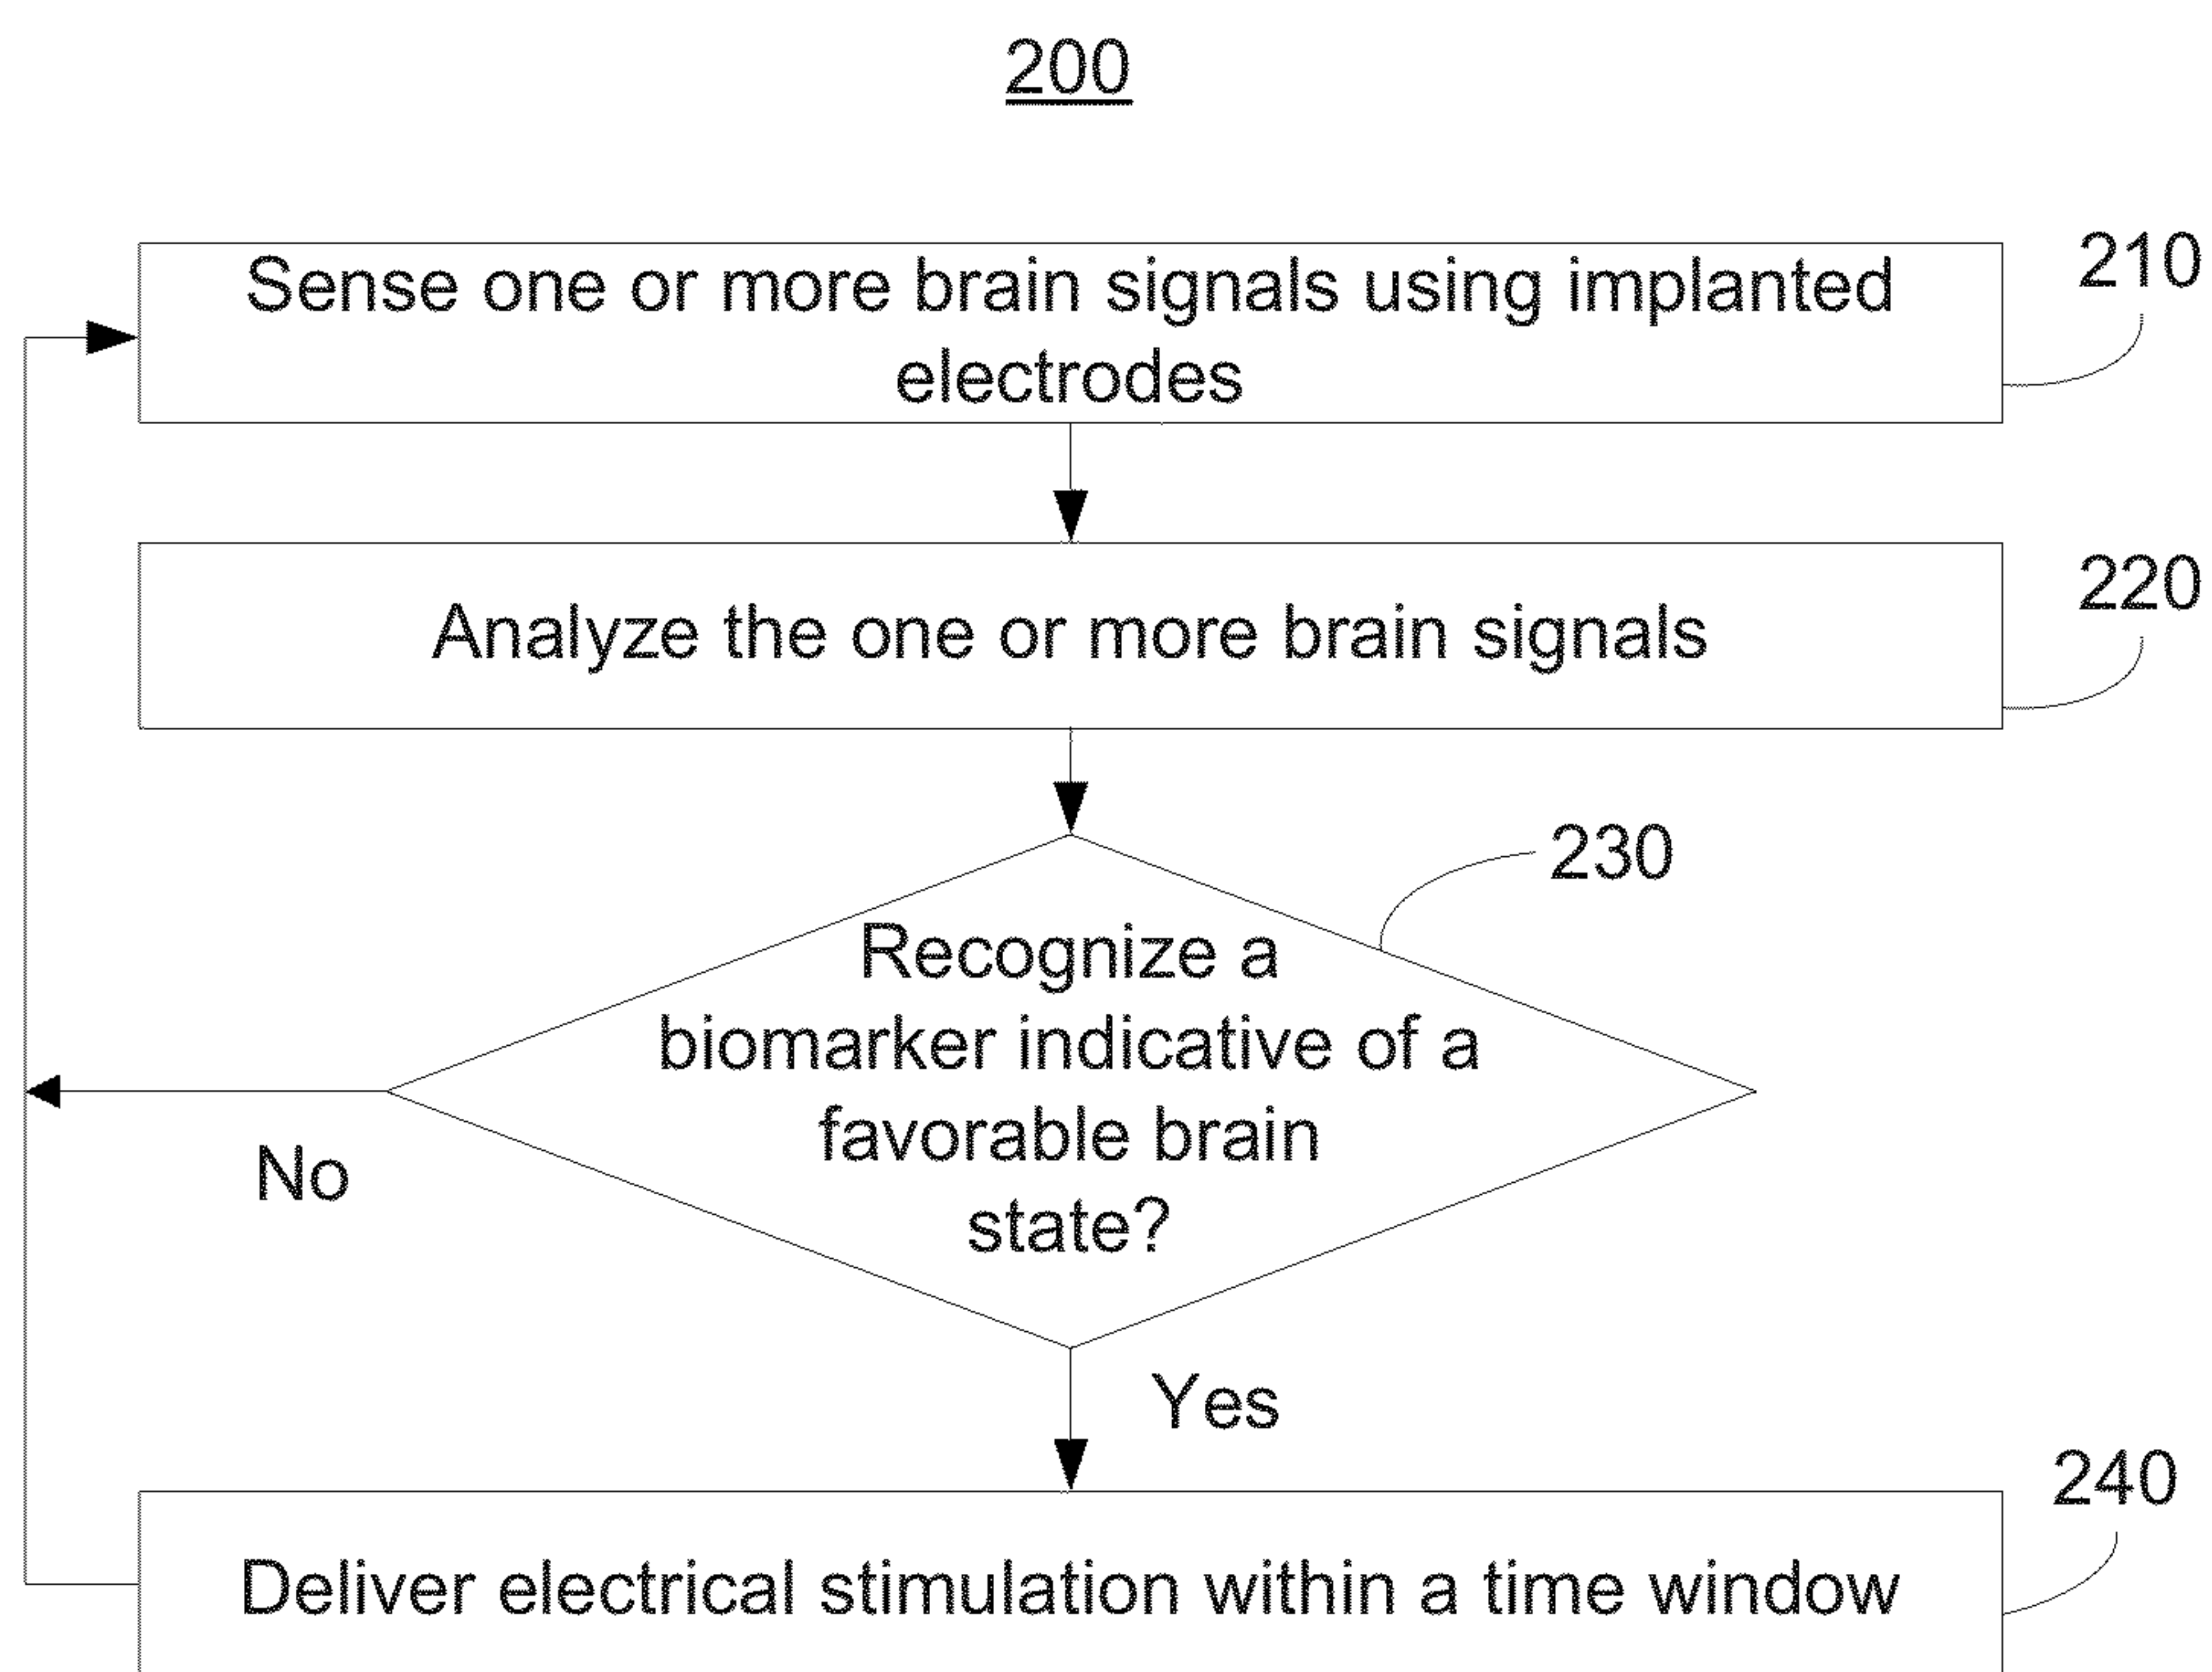 200
Sense one or more brain signals using implanted
electrodes
210
Analyze the one or more brain signals
220
230
Recognize a
biomarker indicative of a
favorable brain
state?
No
Yes
240
Deliver electrical stimulation within a time window